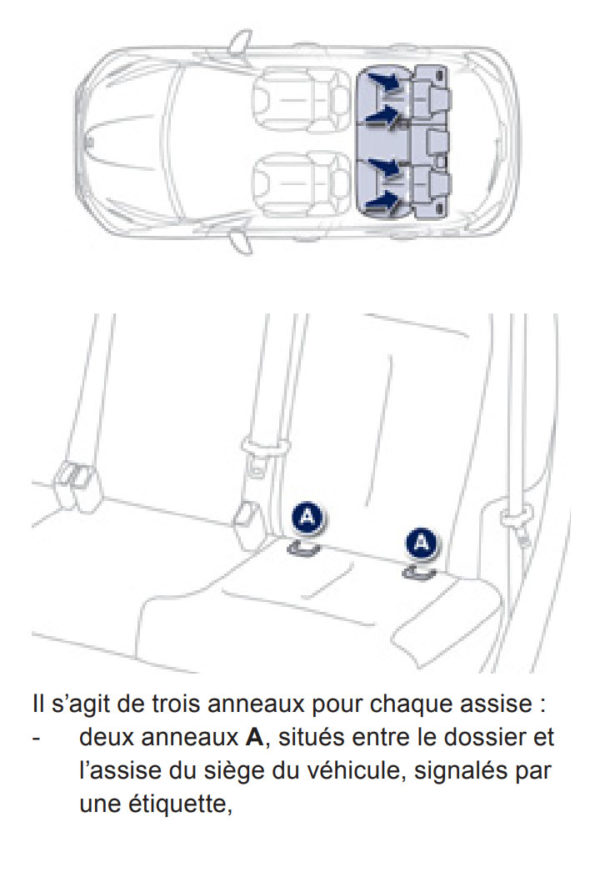 A
A
Il s’agit de trois anneaux pour chaque assise :
- deux anneaux A, situés entre le dossier et
l’assise du siège du véhicule, signalés par
une étiquette,